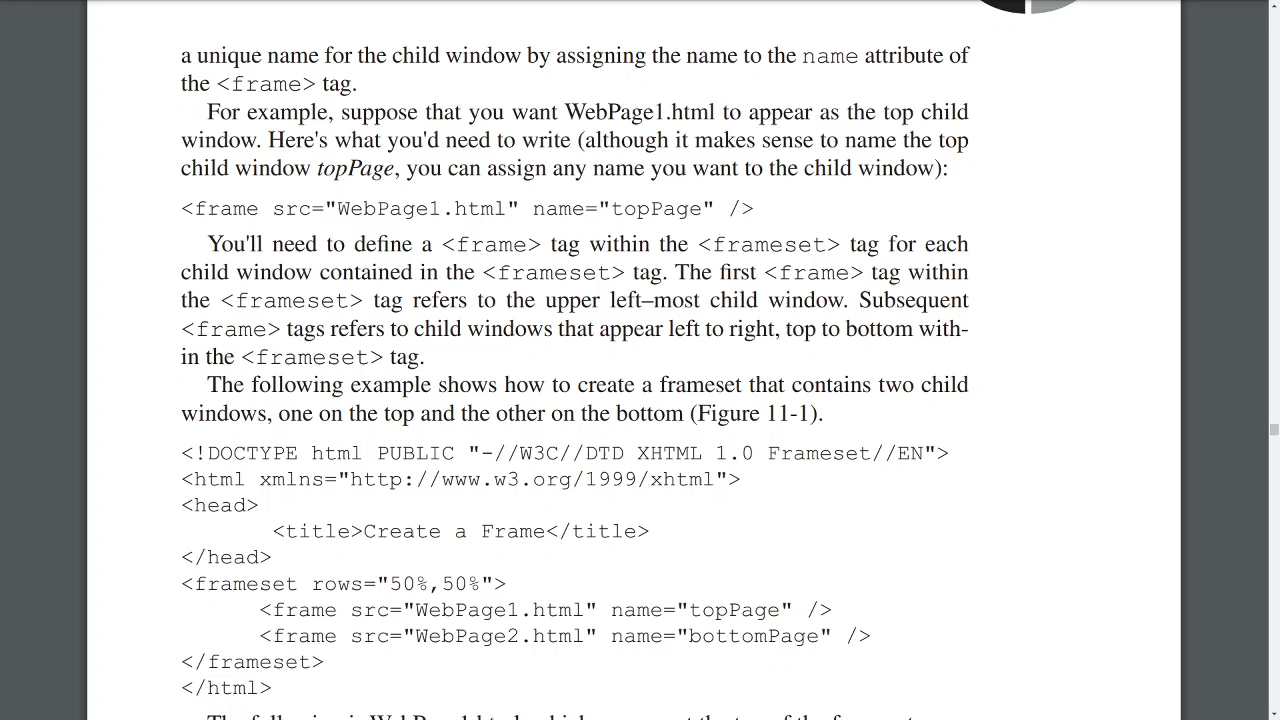 a unique name for the child window by assigning the name to the name attribute of
the <frame> tag.
For example, suppose that you want WebPage1.html to appear as the top child
window. Here's what you'd need to write (although it makes sense to name the top
child window topPage, you can assign any name you want to the child window):
<frame src="WebPage1.html" name="topPage" />
You'll need to define a <frame> tag within the <frameset> tag for each
child window contained in the <frameset> tag. The first <frame> tag within
the <frameset> tag refers to the upper left–most child window. Subsequent
<frame> tags refers to child windows that appear left to right, top to bottom with-
in the <frameset> tag.
The following example shows how to create a frameset that contains two child
windows, one on the top and the other on the bottom (Figure 11-1).
<!DOCTYPE html PUBLIC "-//W3C//DTD XHTML 1.0 Frameset//EN">
<html xmlns="http://www.w3.org/1999/xhtml">
<head>
<title>Create a Frame</title>
</head>
<frameset rows="50%,50%">
<frame src="WebPage1.html" name="topPage" />
<frame src="WebPage2.html" name="bottomPage" />
</frameset>
</html>